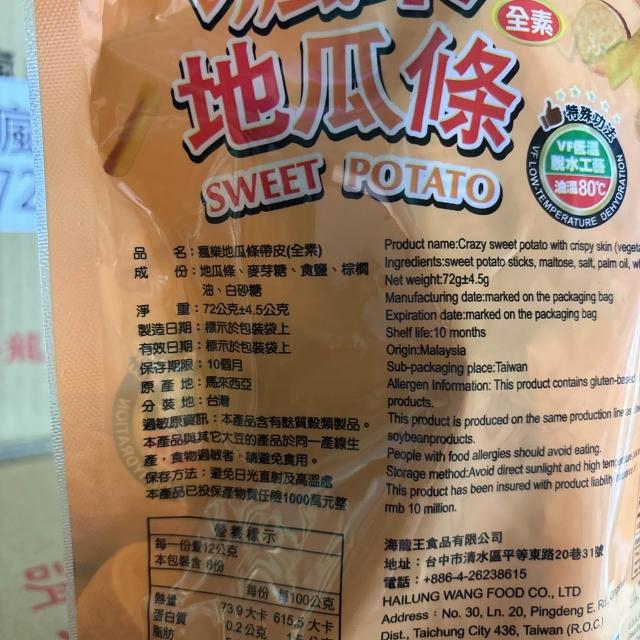 地瓜條
全素
SWEET POTATO
特殊功法
VF低溫
脫水工藝
油溫80℃
VF LOW-TEMPERATURE DEHYDRATION
品 名：瘋樂地瓜條帶皮(全素)
成 份：地瓜條、麥芽糖、食鹽、棕櫚
油、白砂糖
淨 重：72公克±4.5公克
製造日期：標示於包裝袋上
有效日期：標示於包裝袋上
保存期限：10個月
原 產 地：馬來西亞
分 裝 地：台灣
過敏原資訊：本產品含有麩質穀類製品。
本產品與其它大豆的產品於同一產線生
產，食物過敏者，請避免食用。
保存方法：避免日光直射及高溫處
本產品已投保產物責任險1000萬元整
Product name:Crazy sweet potato with crispy skin
Ingredients:sweet potato sticks, maltose, salt, palm oil,
Net weight:72g±4.5g
Manufacturing date:marked on the packaging bag
Expiration date:marked on the packaging bag
Shelf life:10 months
Origin:Malaysia
Sub-packaging place:Taiwan
Allergen Information: This product contains gluten-based
products.
This product is produced on the same production line as
soybeanproducts.
People with food allergies should avoid eating.
Storage method:Avoid direct sunlight and high
This product has been insured with product liability
rmb 10 million.
營養標示
每一份量12公克
本包裝含 6份
每份 每100公克
熱量 73.9大卡 615.5大卡
蛋白質 0.2公克
脂肪
海龍王食品有限公司
地址：台中市清水區平等東路20巷31號
電話：+886-4-26238615
HAILUNG WANG FOOD CO., LTD
Address：No. 30, Ln. 20, Pingdeng E. Rd.
Dist., Taichung City 436, Taiwan (R.O.C.)